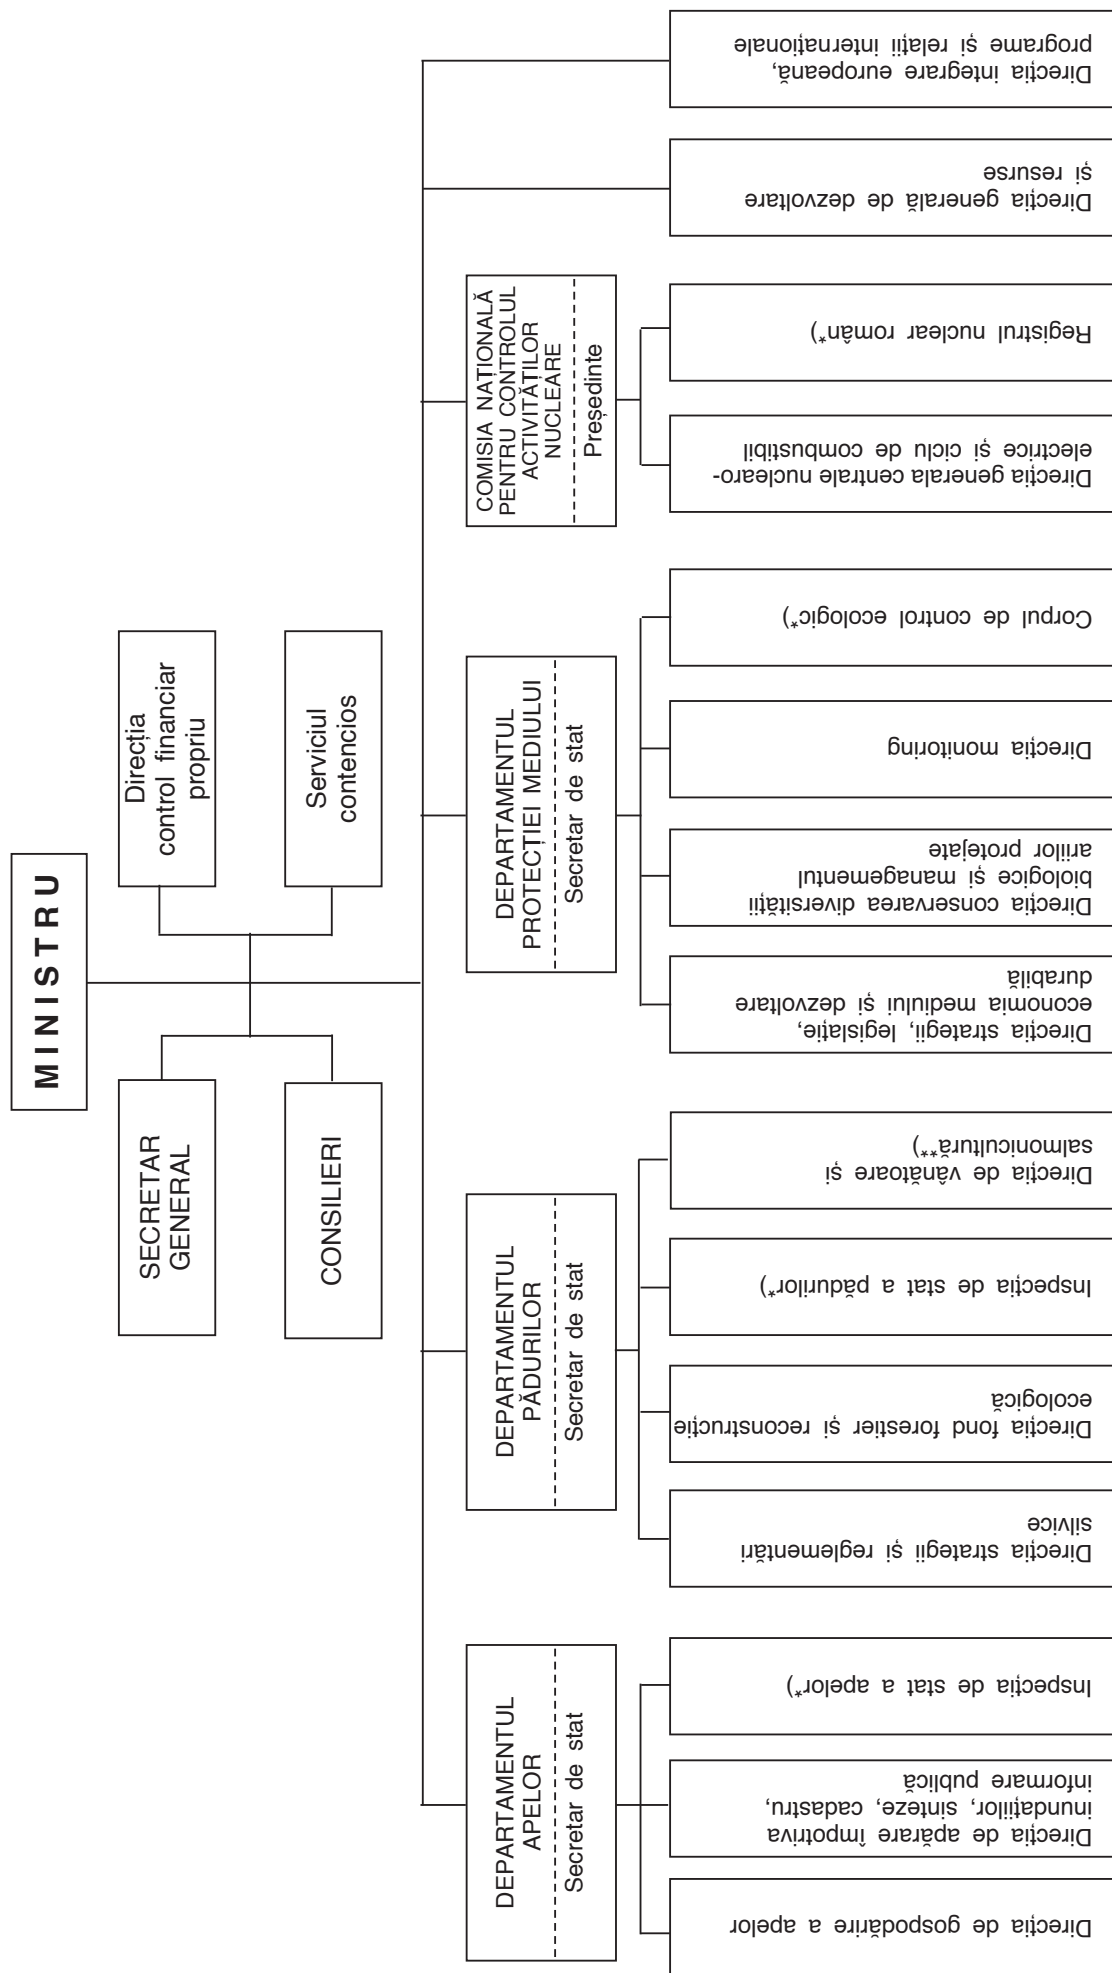 MINISTRU
SECRETAR
GENERAL
Direcția
control financiar
propriu
CONSILIERI
Serviciul
contencios
DEPARTAMENTUL
APELOR
Secretar de stat
DEPARTAMENTUL
PĂDURILOR
Secretar de stat
DEPARTAMENTUL
PROTECȚIEI MEDIULUI
Secretar de stat
COMISIA NAȚIONALĂ
PENTRU CONTROLUL
ACTIVITĂȚILOR
NUCLEARE
Președinte
Direcția de gospodărire a apelor
Direcția de apărare împotriva
inundațiilor, sinteze, cadastru,
informare publică
Inspecția de stat a apelor*)
Direcția strategii și reglementări
silvice
Direcția fond forestier și reconstrucție
ecologică
Inspecția de stat a pădurilor*)
Direcția de vânătoare și
salmonicultură**)
Direcția strategii, legislație,
economia mediului și dezvoltare
durabilă
Direcția conservarea diversității
biologice și managementul
ariilor protejate
Direcția monitoring
Corpul de control ecologic*)
Direcția generala centrale nuclearo-
electrice și ciclu de combustibil
Registrul nuclear român*)
Direcția generală de dezvoltare
și resurse
Direcția integrare europeană,
programe și relații internaționale